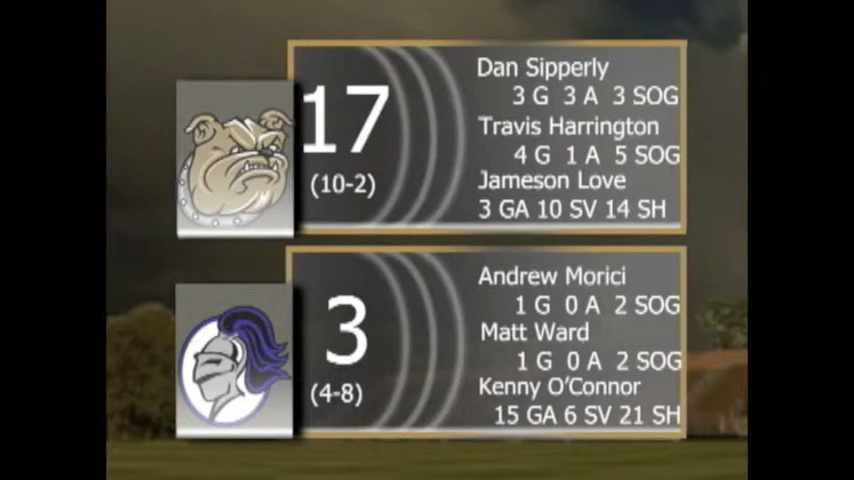 17
(10-2)
Dan Sipperly
3 G 3 A 3 SOG
Travis Harrington
4 G 1 A 5 SOG
Jameson Love
3 GA 10 SV 14 SH
3
(4-8)
Andrew Morici
1 G 0 A 2 SOG
Matt Ward
1 G 0 A 2 SOG
Kenny O'Connor
15 GA 6 SV 21 SH